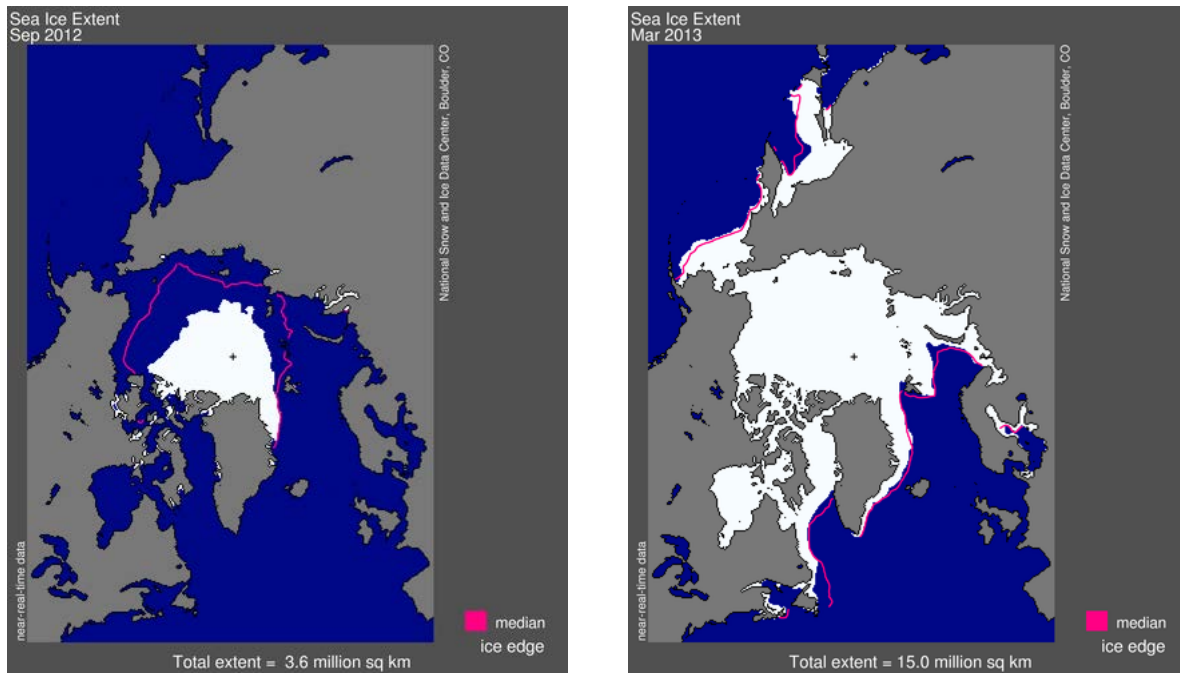 Sea Ice Extent
Sep 2012
National Snow and Ice Data Center, Boulder, CO
near-real-time data
median
ice edge
Total extent = 3.6 million sq km
Sea Ice Extent
Mar 2013
National Snow and Ice Data Center, Boulder, CO
near-real-time data
median
ice edge
Total extent = 15.0 million sq km